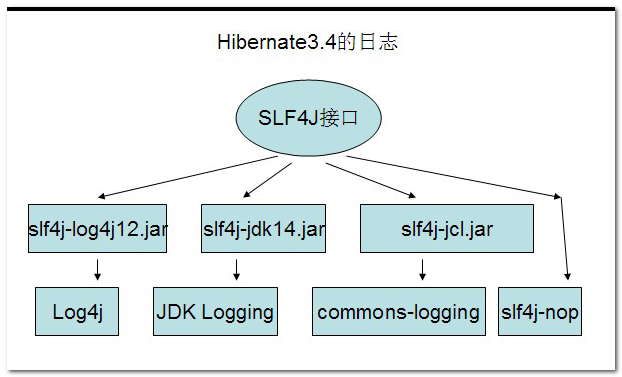 Hibernate3.4的日志
SLF4J接口
slf4j-log4j12.jar
slf4j-jdk14.jar
slf4j-jcl.jar
Log4j
JDK Logging
commons-logging
slf4j-nop